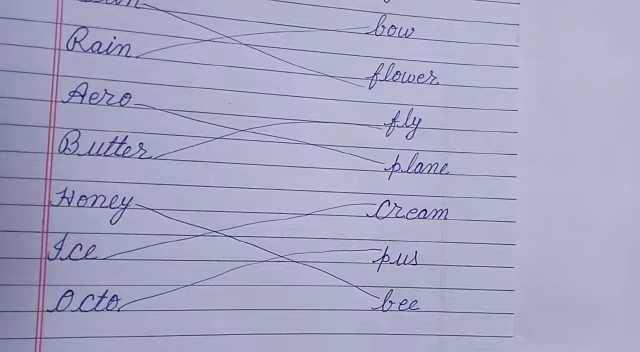 Rain bow
flower
Aero
fly
Butter
plane
Honey
Cream
Ice
pus
Octo bee